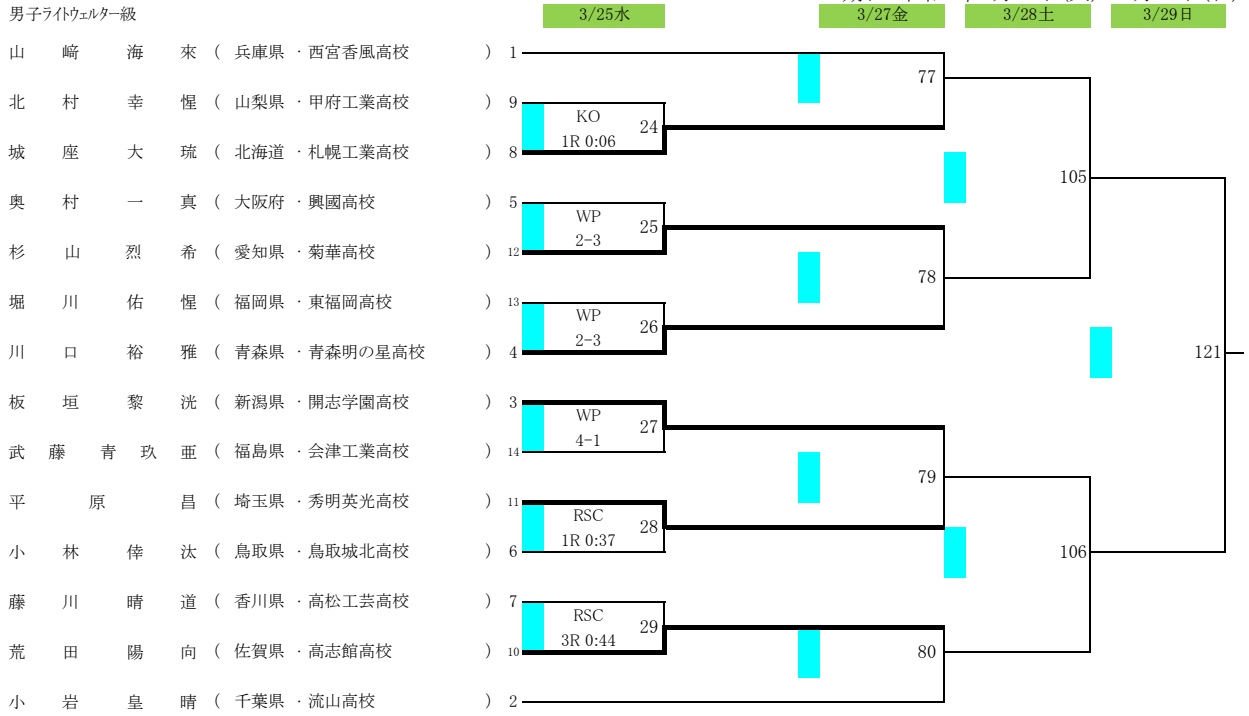 男子ライトウェルター級 3/25水 3/27金 3/28土 3/29日
山﨑海來 ( 兵庫県 ・西宮香風高校 ) 1
77
北村幸惺 ( 山梨県 ・甲府工業高校 ) 9
KO 24
1R 0:06
城座大琉 ( 北海道 ・札幌工業高校 ) 8
105
奥村一真 ( 大阪府 ・興國高校 ) 5
WP 25
2-3
杉山烈希 ( 愛知県 ・菊華高校 ) 12
78
堀川佑惺 ( 福岡県 ・東福岡高校 ) 13
WP 26
2-3
川口裕雅 ( 青森県 ・青森明の星高校 ) 4
121
板垣黎洸 ( 新潟県 ・開志学園高校 ) 3
WP 27
4-1
武藤青玖亜 ( 福島県 ・会津工業高校 ) 14
79
平原昌 ( 埼玉県 ・秀明英光高校 ) 11
RSC 28
1R 0:37
小林倖汰 ( 鳥取県 ・鳥取城北高校 ) 6
106
藤川晴道 ( 香川県 ・高松工芸高校 ) 7
RSC 29
3R 0:44
荒田陽向 ( 佐賀県 ・高志館高校 ) 10
80
小岩皇晴 ( 千葉県 ・流山高校 ) 2